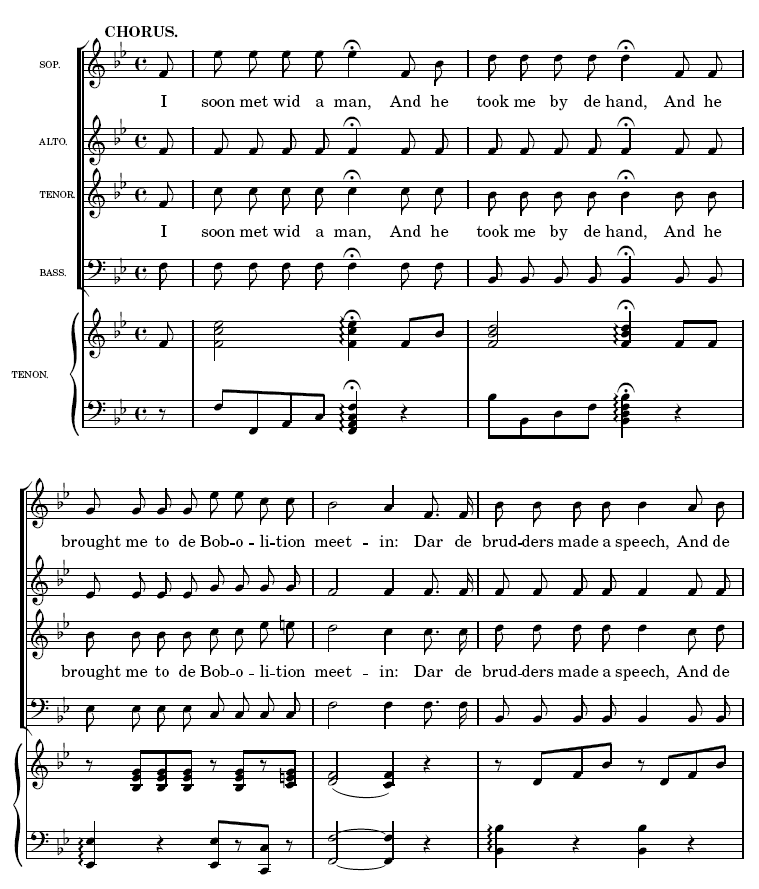 CHORUS.
SOP.
I soon met wid a man, And he took me by de hand, And he
ALTO.
TENOR.
I soon met wid a man, And he took me by de hand, And he
BASS.
TENON.
brought me to de Bob-o-li-tion meet-in: Dar de brud-ders made a speech, And de
brought me to de Bob-o-li-tion meet-in: Dar de brud-ders made a speech, And de